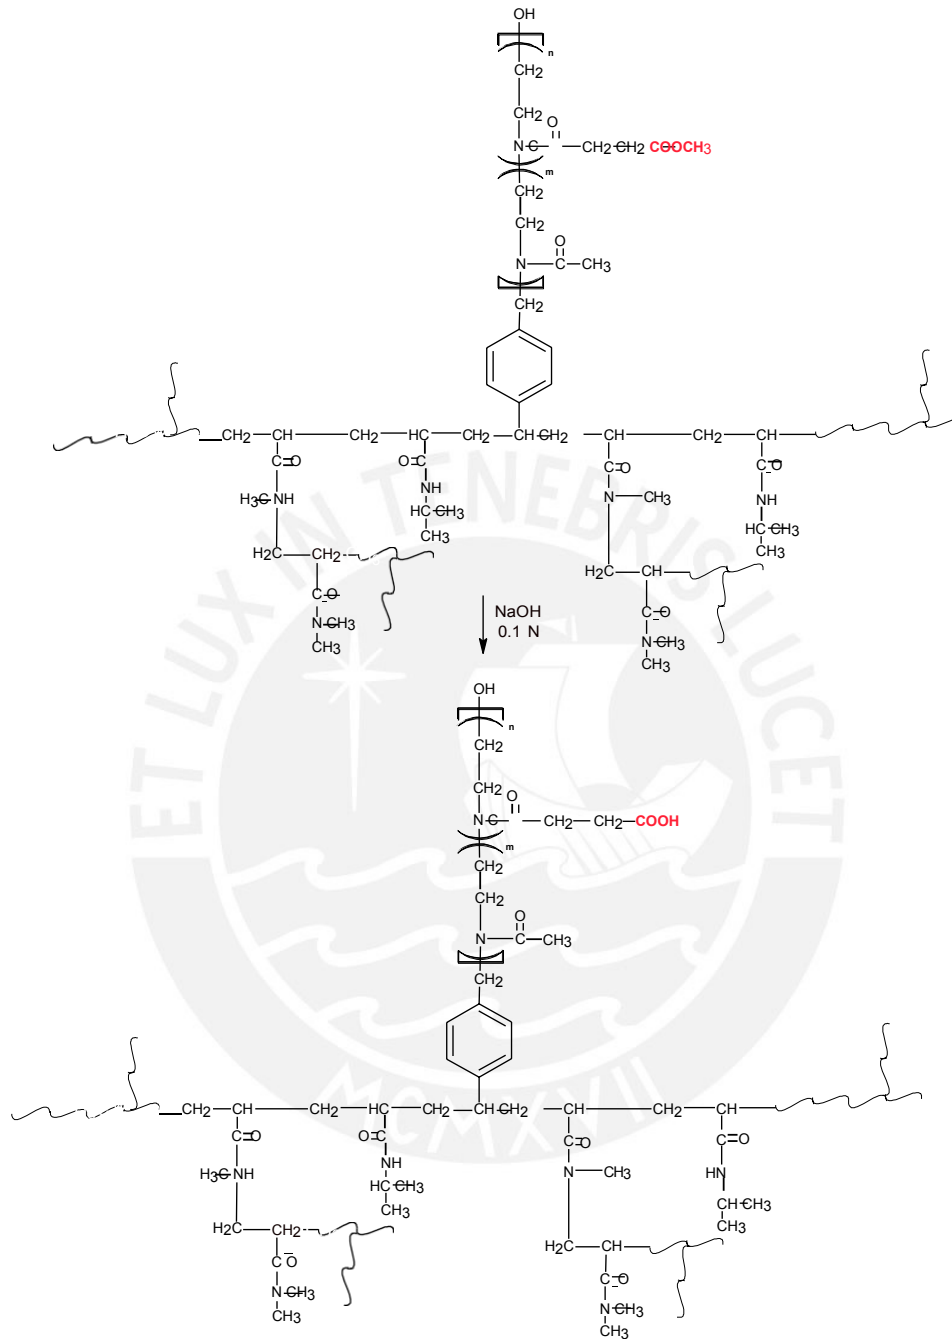 OH
n
CH2
CH2
O
N C CH2 CH2 COOCH3
m
CH2
CH2
O
N C CH3
CH2
CH2 CH CH2 HC CH2 CH2 CH CH2 CH
C O O C C O C O
H3C NH NH N CH3 NH
HC CH3 HC CH3
CH3 CH3
H2C CH2 H2C CH
C O C O
N CH3 N CH3
CH3 CH3
NaOH
0.1 N
ET LUX IN TENEBRIS LUCET
OH
n
CH2
CH2
O
N C CH2 CH2 COOH
m
CH2
CH2
O
N C CH3
CH2
CH2 CH CH2 HC CH2 CH CH2 CH CH2 CH
C O O C C O C O
H3C NH NH N CH3 HN
HC CH3 CH CH3
CH3 CH3
H2C CH2 H2C CH
C O C O
N CH3 N CH3
CH3 CH3
MCMXVII